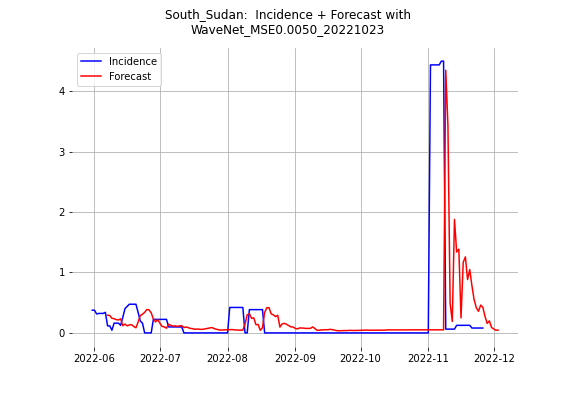 South_Sudan:  Incidence + Forecast with
WaveNet_MSE0.0050_20221023
Incidence
Forecast
4
3
2
1
0
2022-06 2022-07 2022-08 2022-09 2022-10 2022-11 2022-12